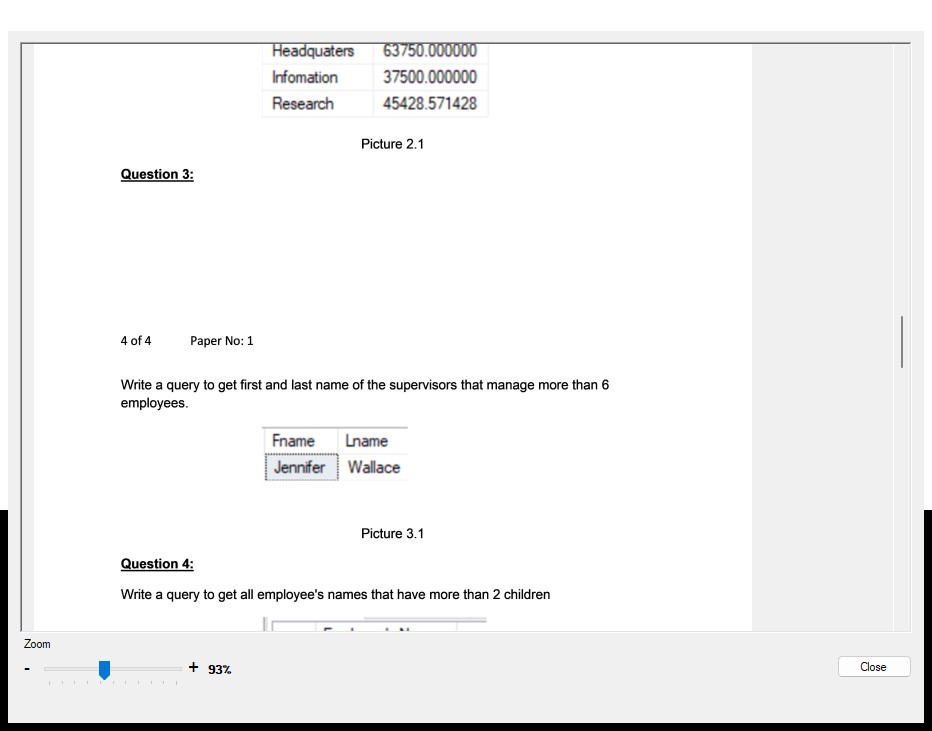 Headquaters 63750.000000
Infomation 37500.000000
Research 45428.571428
Picture 2.1
Question 3:
4 of 4 Paper No: 1
Write a query to get first and last name of the supervisors that manage more than 6
employees.
Fname Lname
Jennifer Wallace
Picture 3.1
Question 4:
Write a query to get all employee's names that have more than 2 children
Zoom
- + 93%
Close